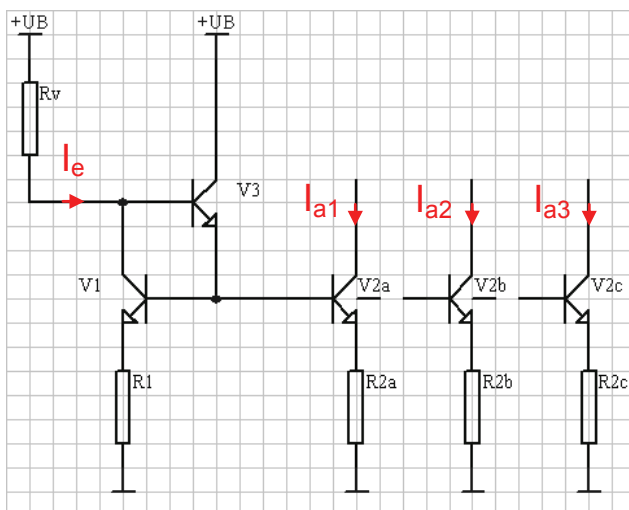 +UB +UB
Rv
Ie
V3
Ia1 Ia2 Ia3
V1 V2a V2b V2c
R1 R2a R2b R2c